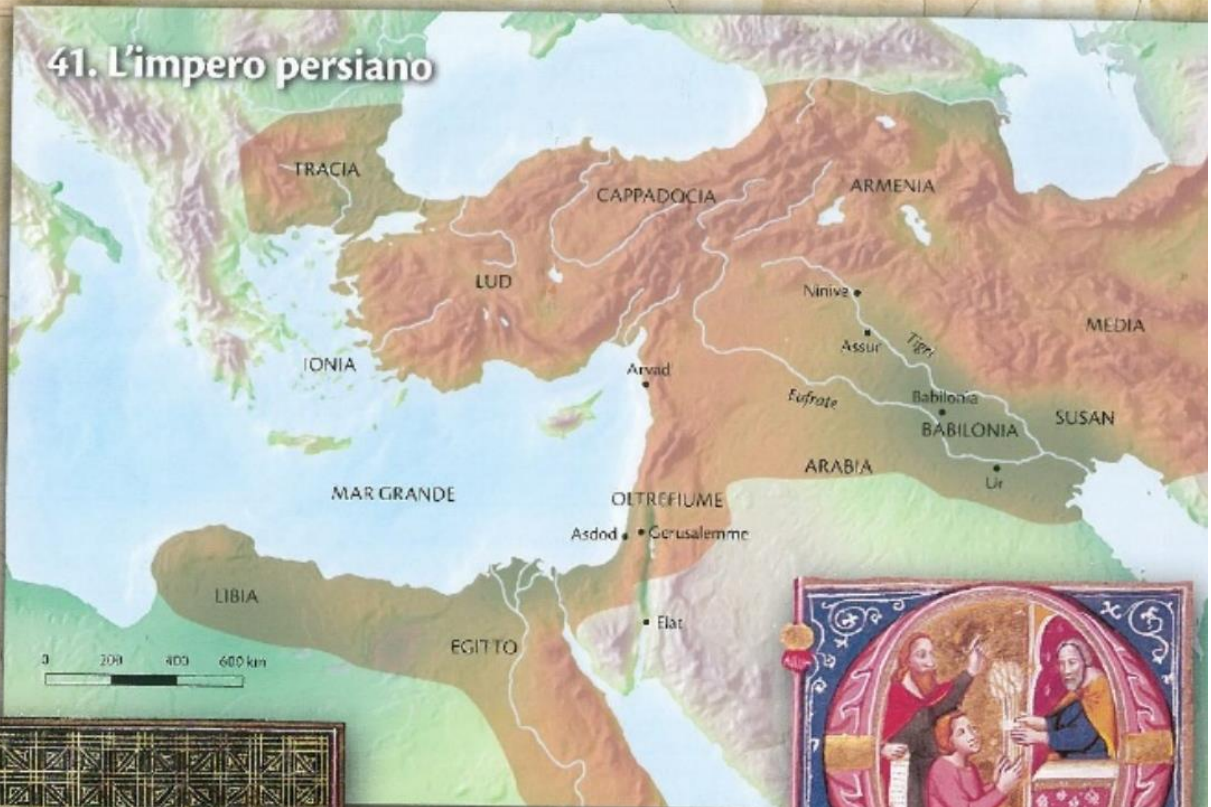 41. L'impero persiano
TRACIA
CAPPADOCIA
ARMENIA
LUD
Ninive
MEDIA
Assur
Tigri
IONIA
Arvad
Eufrate
Babilonia
SUSAN
BABILONIA
ARABIA
Ur
MAR GRANDE
OLTREFIUME
Asdod
Gerusalemme
LIBIA
Elat
EGITTO
0 200 400 600 km